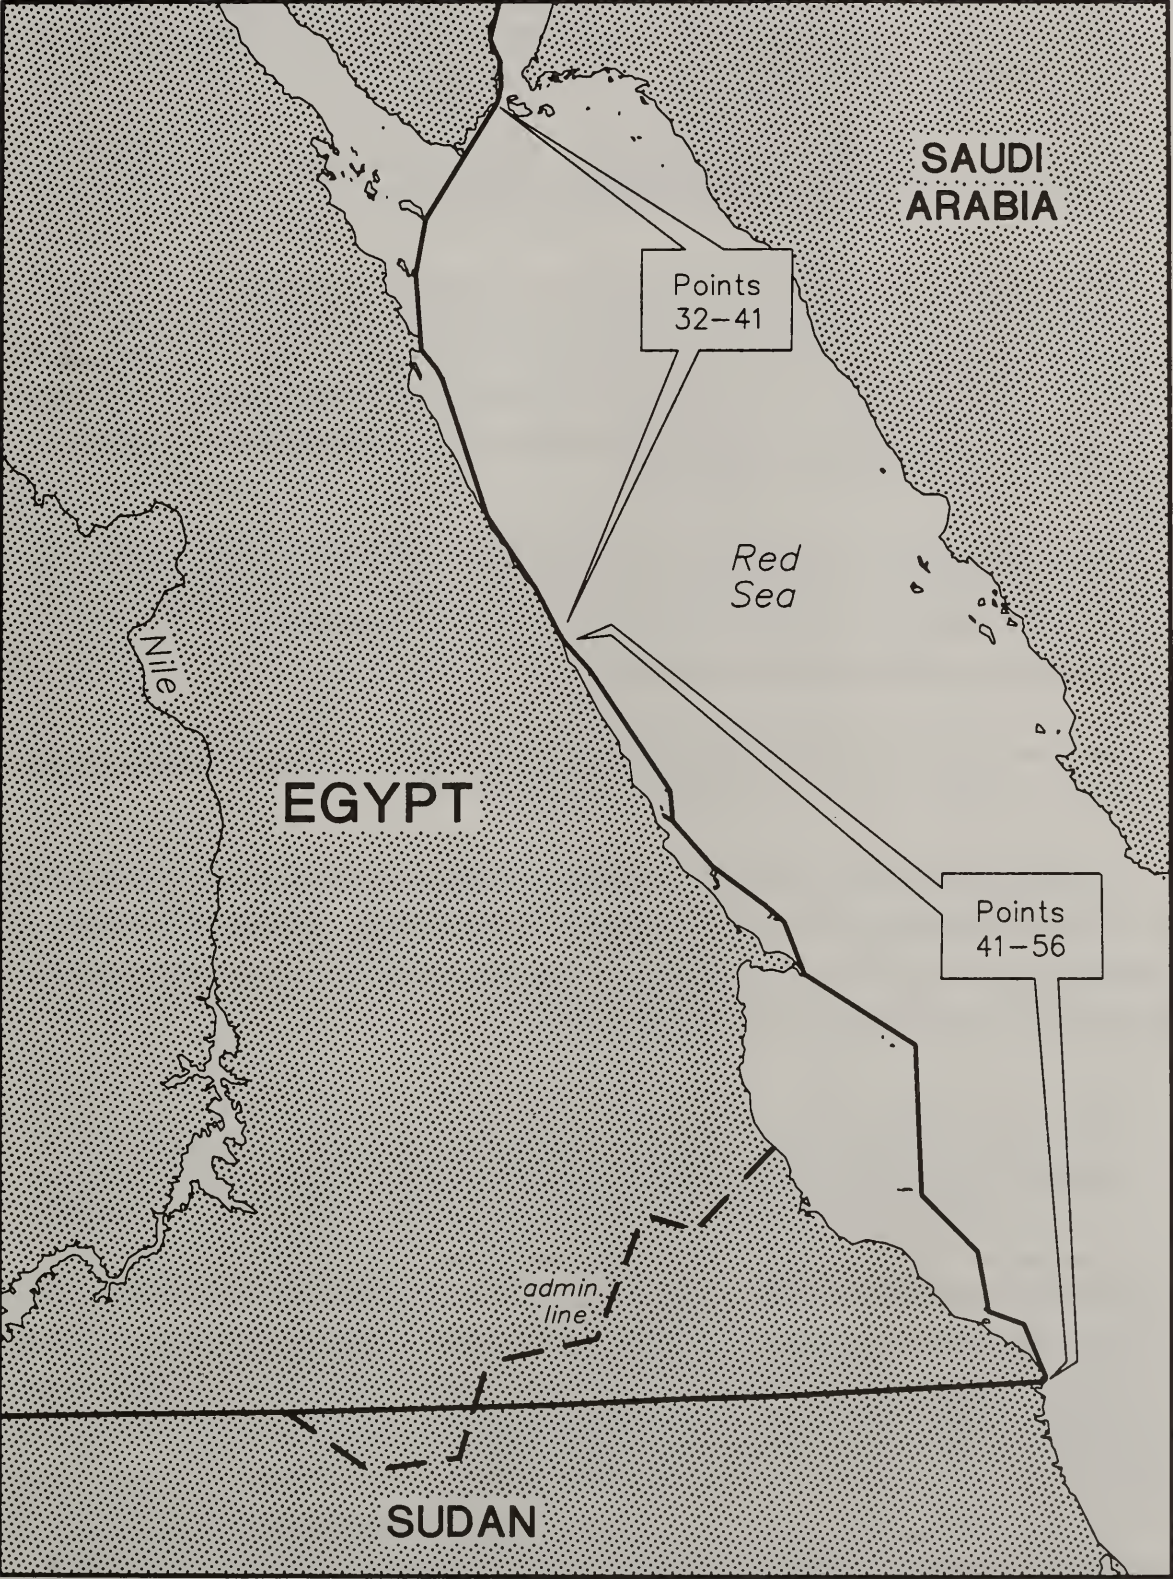 SAUDI
ARABIA
Points
32–41
Red
Sea
Nile
EGYPT
Points
41–56
admin.
line
SUDAN